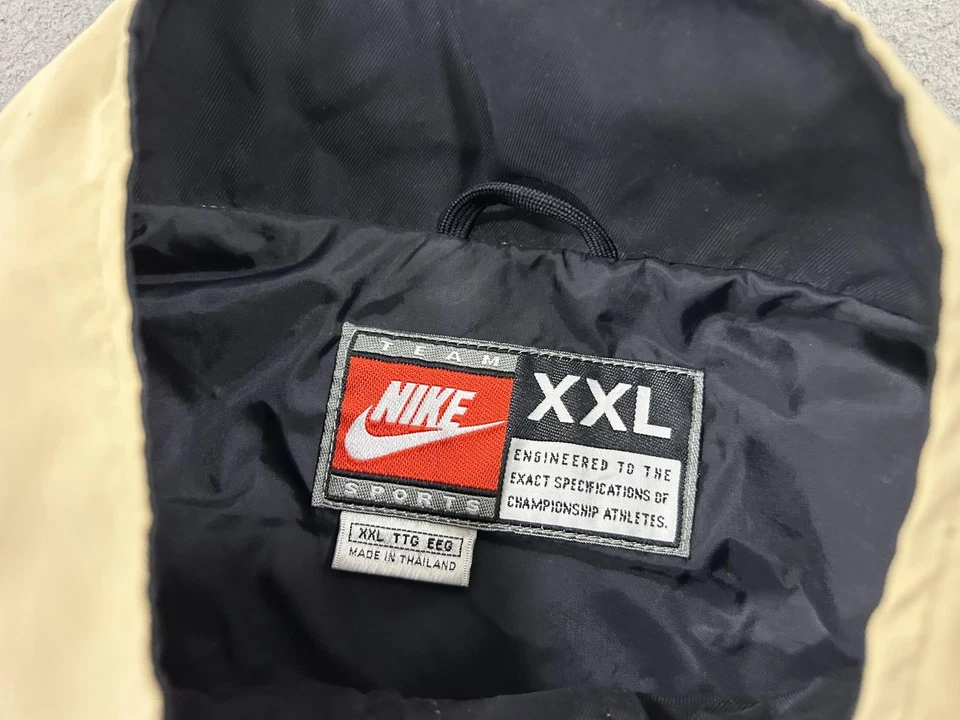 TEAM
NIKE
SPORTS
XXL
ENGINEERED TO THE
EXACT SPECIFICATIONS OF
CHAMPIONSHIP ATHLETES.
XXL TTG EEG
MADE IN THAILAND